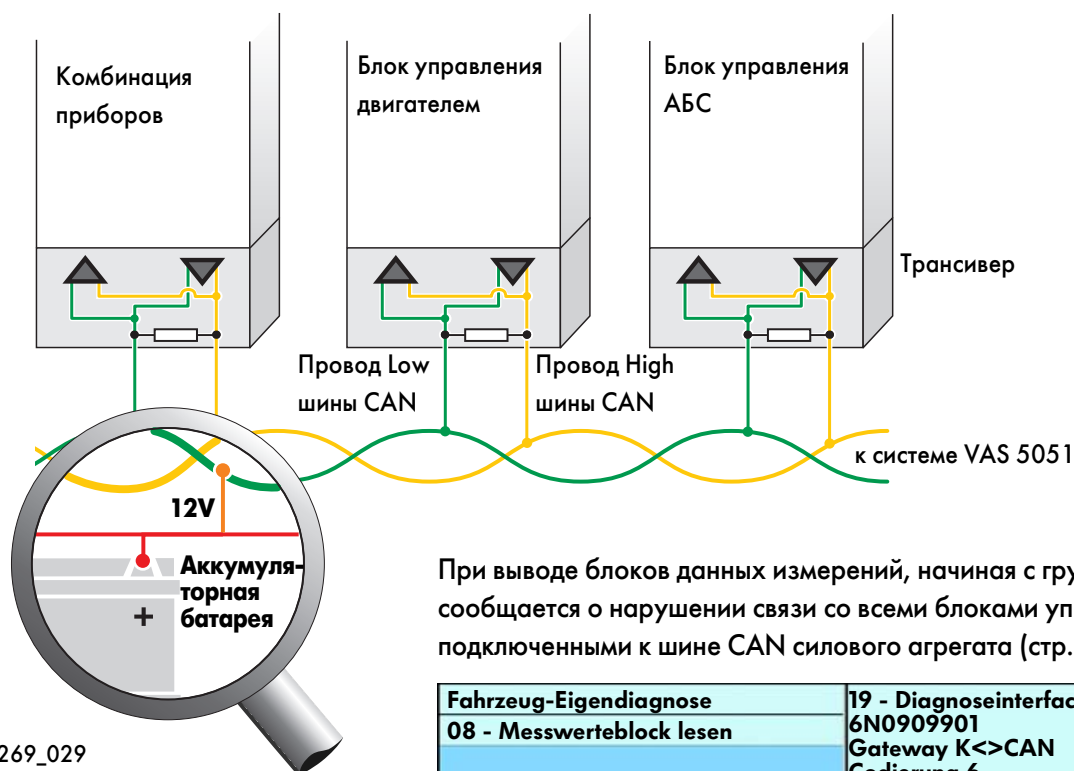 Комбинация
приборов
Блок управления
двигателем
Блок управления
АБС
Трансивер
Провод Low
шины CAN
Провод High
шины CAN
к системе VAS 5051
12V
Аккумуля-
торная
батарея
+
При выводе блоков данных измерений, начиная с гру
сообщается о нарушении связи со всеми блоками уп
подключенными к шине CAN силового агрегата (стр.
Fahrzeug-Eigendiagnose
08 - Messwerteblock lesen
19 - Diagnoseinterfac
6N0909901
Gateway K<>CAN
Codierung 6
269_029